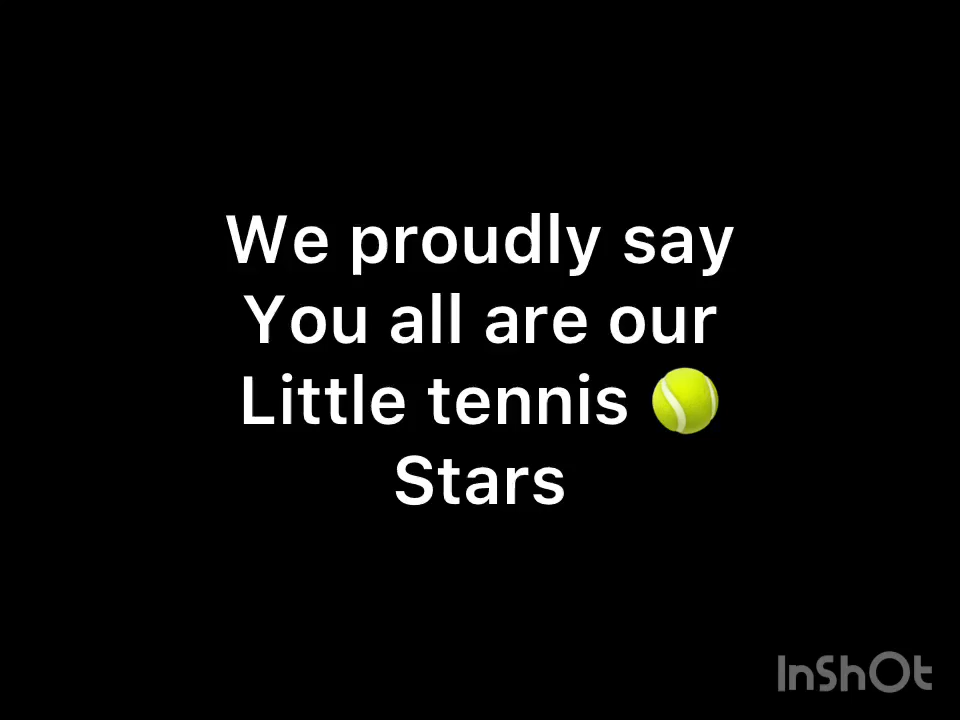 We proudly say
You all are our
Little tennis 🎾
Stars
InShOt